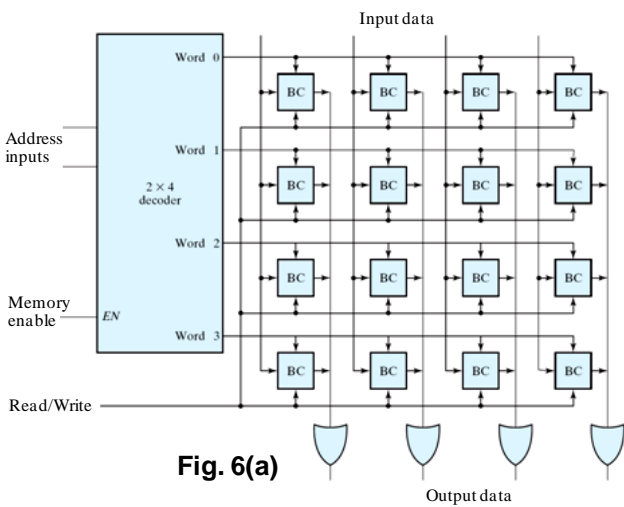 Input data
Word 0
BC BC BC BC
Address
inputs
Word 1
2 × 4
decoder
BC BC BC BC
Word 2
BC BC BC BC
Memory
enable
EN
Word 3
BC BC BC BC
Read/Write
Fig. 6(a)
Output data